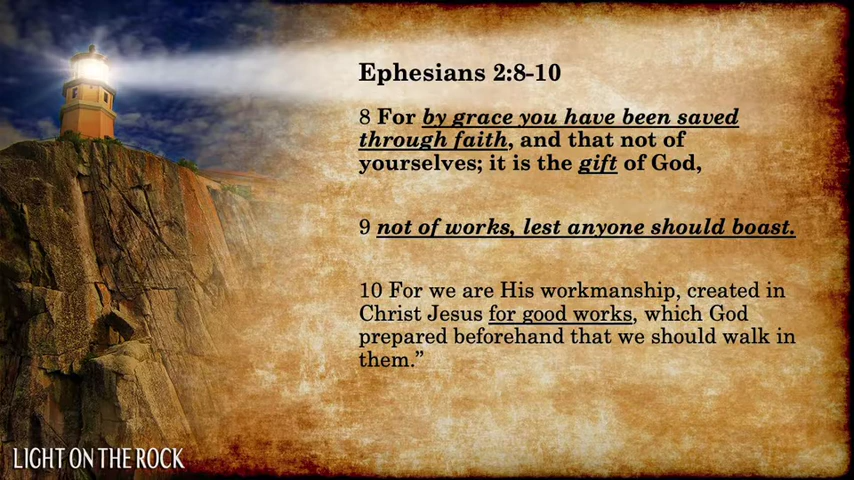 Ephesians 2:8-10
8 For by grace you have been saved
through faith, and that not of
yourselves; it is the gift of God,
9 not of works, lest anyone should boast.
10 For we are His workmanship, created in
Christ Jesus for good works, which God
prepared beforehand that we should walk in
them.”
LIGHT ON THE ROCK